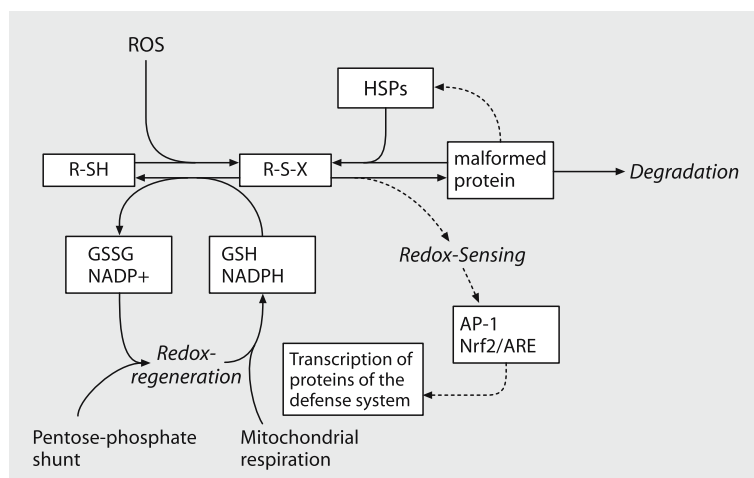 ROS
HSPs
R-SH
R-S-X
malformed
protein
Degradation
GSSG
NADP+
GSH
NADPH
Redox-Sensing
AP-1
Nrf2/ARE
Redox-
regeneration
Transcription of
proteins of the
defense system
Pentose-phosphate
shunt
Mitochondrial
respiration